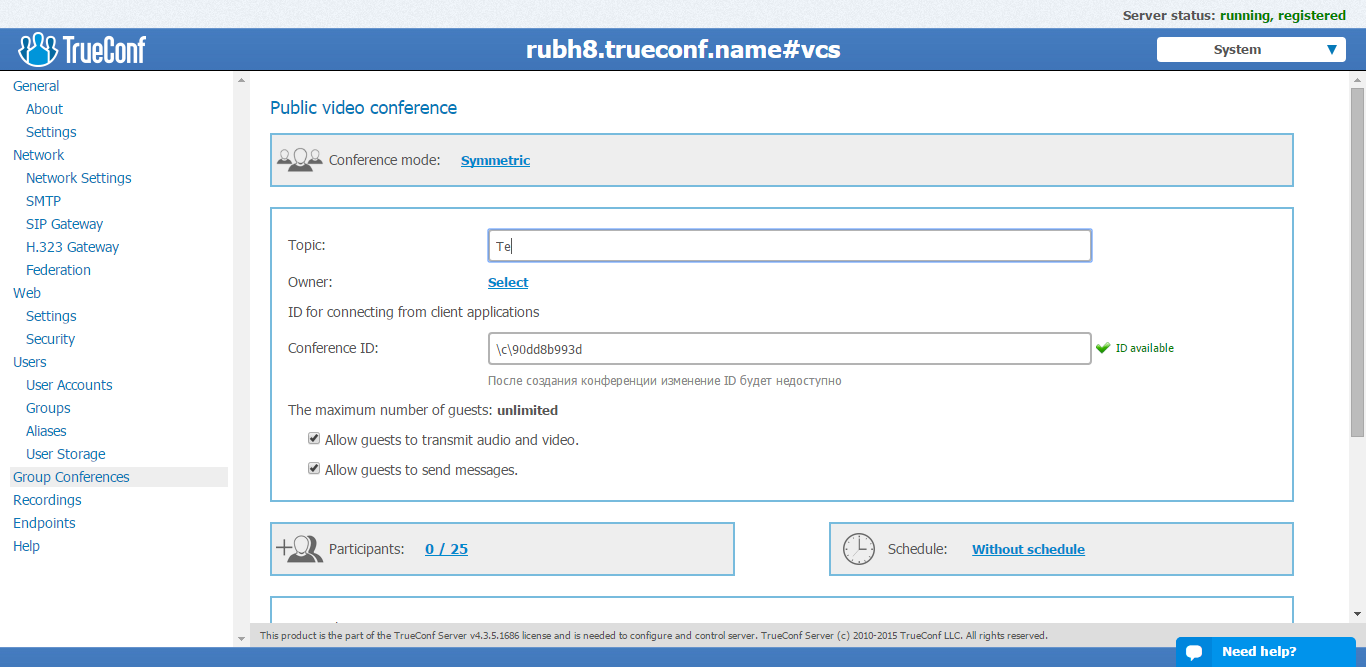 Server status: running, registered
TrueConf
rubh8.trueconf.name#vcs
System
General
About
Settings
Network
Network Settings
SMTP
SIP Gateway
H.323 Gateway
Federation
Web
Settings
Security
Users
User Accounts
Groups
Aliases
User Storage
Group Conferences
Recordings
Endpoints
Help
Public video conference
Conference mode: Symmetric
Topic: Te
Owner: Select
ID for connecting from client applications
Conference ID: \c\90dd8b993d ID available
После создания конференции изменение ID будет недоступно
The maximum number of guests: unlimited
Allow guests to transmit audio and video.
Allow guests to send messages.
Participants: 0 / 25
Schedule: Without schedule
This product is the part of the TrueConf Server v4.3.5.1686 license and is needed to configure and control server. TrueConf Server (c) 2010-2015 TrueConf LLC. All rights reserved.
Need help?